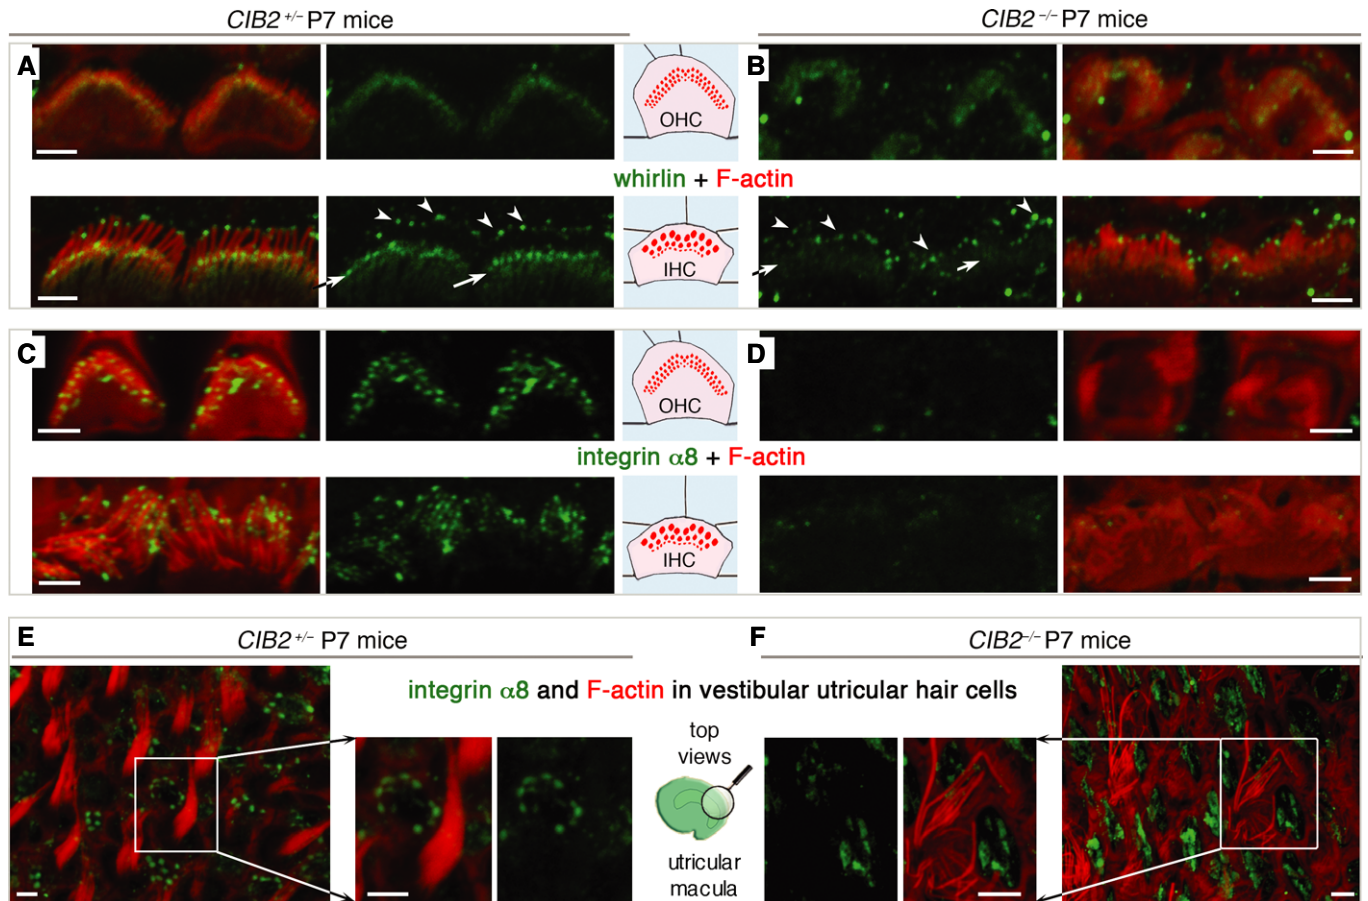 CIB2 +/– P7 mice
CIB2 –/– P7 mice
A
OHC
B
whirlin + F-actin
IHC
C
OHC
D
integrin α8 + F-actin
IHC
E
CIB2 +/– P7 mice
F
CIB2 –/– P7 mice
integrin α8 and F-actin in vestibular utricular hair cells
top
views
utricular
macula